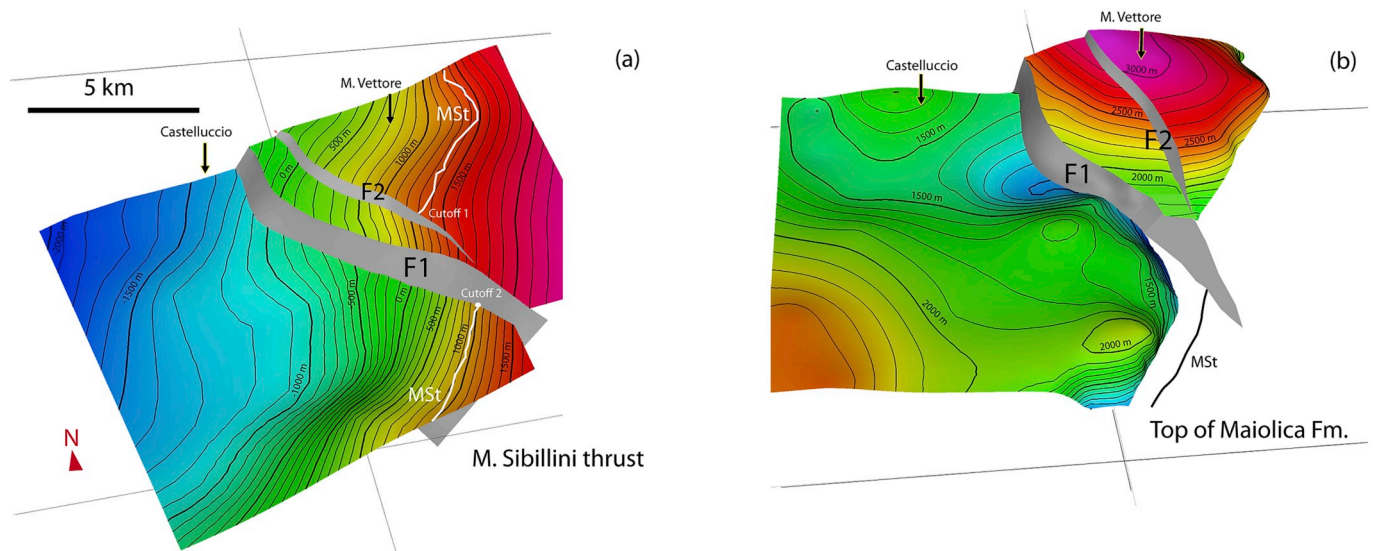 (a)
5 km
Castelluccio
M. Vettore
MSt
500 m
1000 m
1500 m
0 m
F2
Cutoff 1
F1
Cutoff 2
2000 m
-1500 m
-500 m
0 m
500 m
1000 m
1500 m
-1000 m
MSt
N
M. Sibillini thrust
(b)
M. Vettore
Castelluccio
3000 m
2500 m
2500 m
F2
2000 m
1500 m
F1
1500 m
1500 m
2000 m
2000 m
MSt
Top of Maiolica Fm.